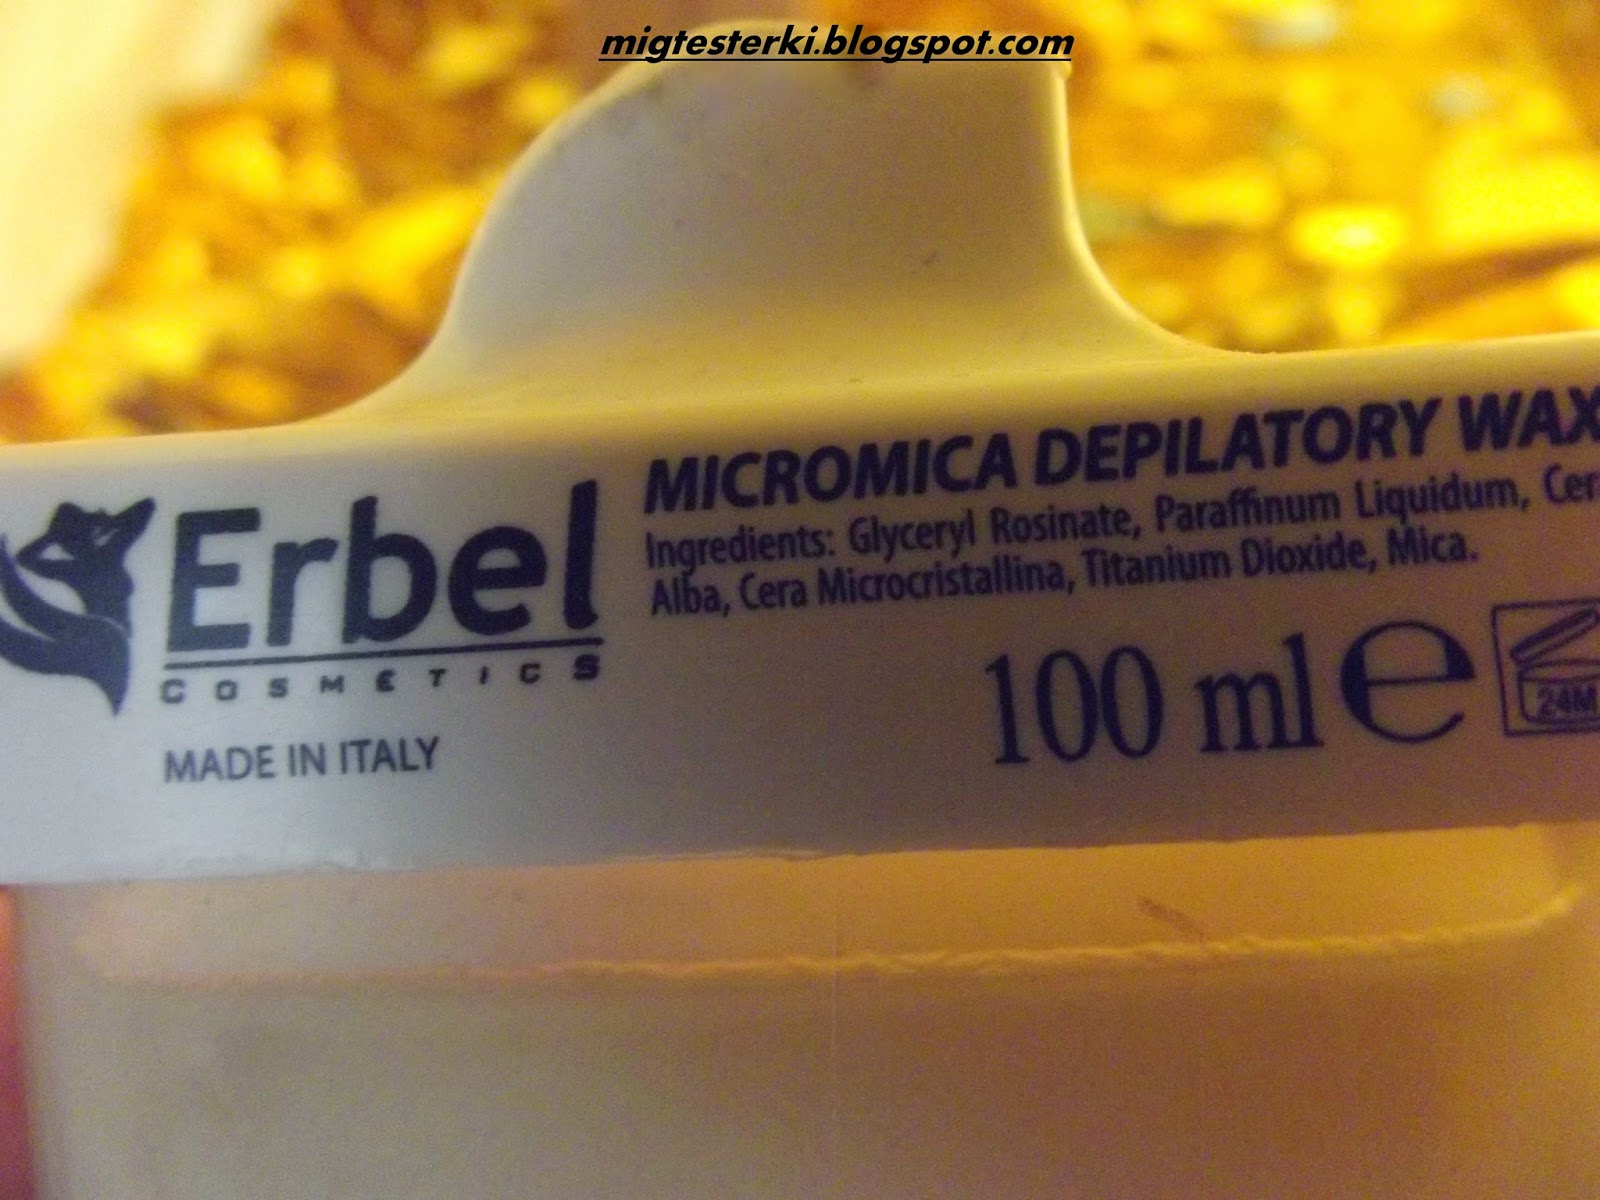 migtesterki.blogspot.com
Erbel
COSMETICS
MADE IN ITALY
MICROMICA DEPILATORY WAX
Ingredients: Glyceryl Rosinate, Paraffinum Liquidum, Cer
Alba, Cera Microcristallina, Titanium Dioxide, Mica.
100 ml e
24M